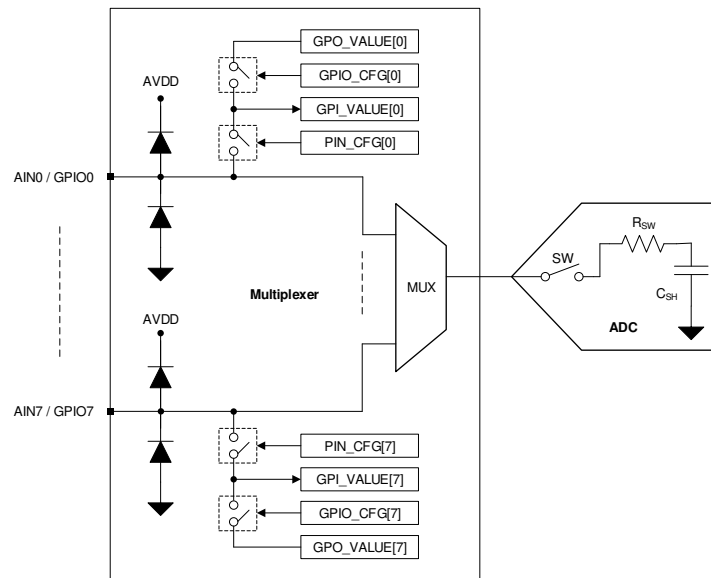 GPO_VALUE[0]
GPIO_CFG[0]
AVDD
GPI_VALUE[0]
PIN_CFG[0]
AIN0 / GPIO0
RSW
SW
MUX
Multiplexer
CSH
ADC
AVDD
AIN7 / GPIO7
PIN_CFG[7]
GPI_VALUE[7]
GPIO_CFG[7]
GPO_VALUE[7]